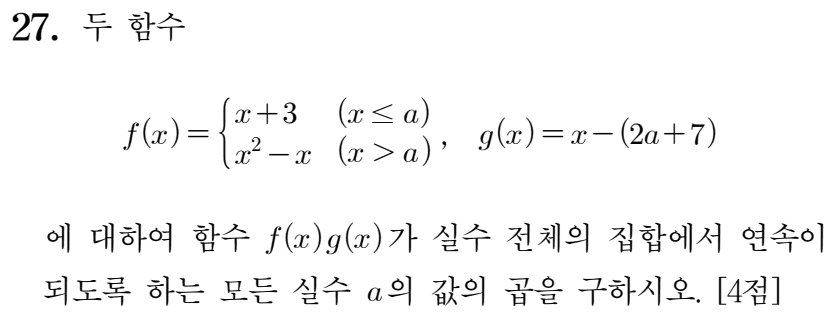 27. 두 함수
f(x) = { x+3 (x ≤ a)
x² − x (x > a) , g(x) = x − (2a+7)
에 대하여 함수 f(x)g(x)가 실수 전체의 집합에서 연속이
되도록 하는 모든 실수 a의 값의 곱을 구하시오. [4점]